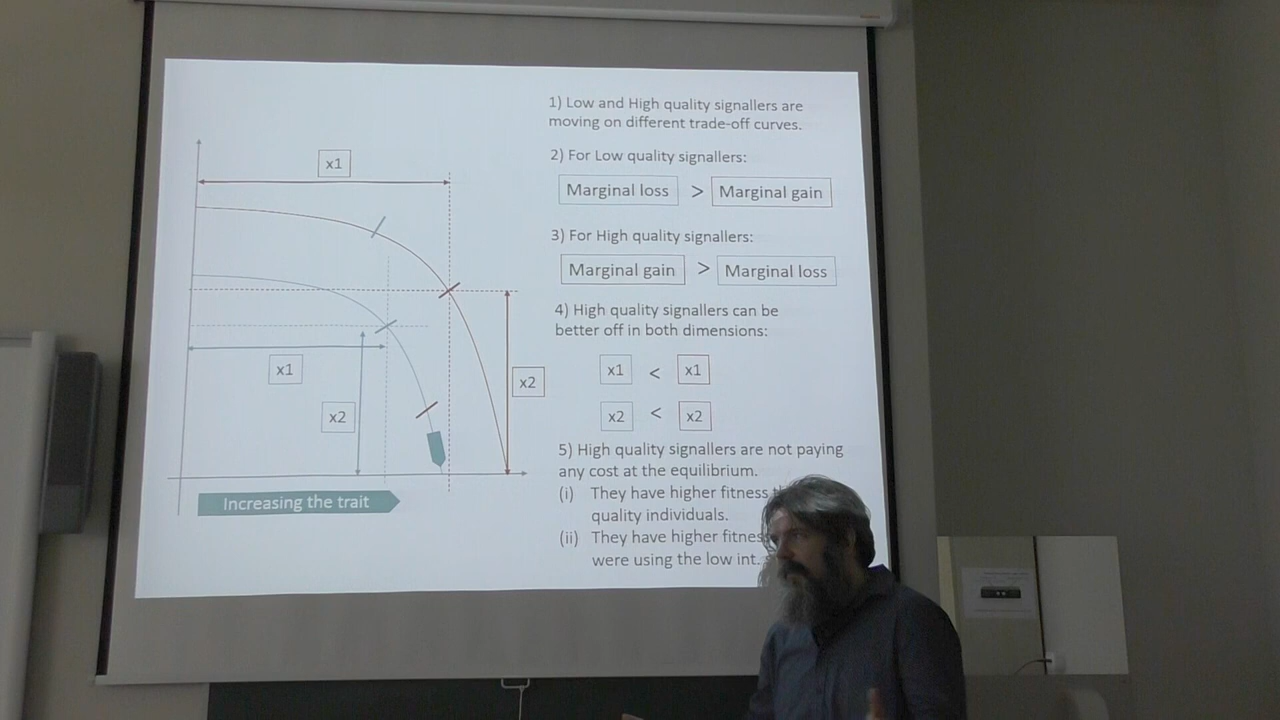 1) Low and High quality signallers are
moving on different trade-off curves.
2) For Low quality signallers:
Marginal loss > Marginal gain
3) For High quality signallers:
Marginal gain > Marginal loss
4) High quality signallers can be
better off in both dimensions:
x1 < x1
x2 < x2
5) High quality signallers are not paying
any cost at the equilibrium.
(i) They have higher fitness
quality individuals.
(ii) They have higher fitness
were using the low int.
x1
x1
x2
x2
Increasing the trait